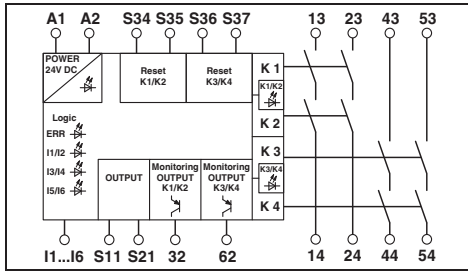 A1 A2 S34 S35 S36 S37 13 23 43 53
POWER
24V DC
Reset
K1/K2
Reset
K3/K4
K 1
K1/K2
K 2
Logic
ERR
I1/I2
I3/I4
I5/I6
K 3
K3/K4
K 4
OUTPUT
Monitoring
OUTPUT
K1/K2
Monitoring
OUTPUT
K3/K4
I1...I6 S11 S21 32 62 14 24 44 54